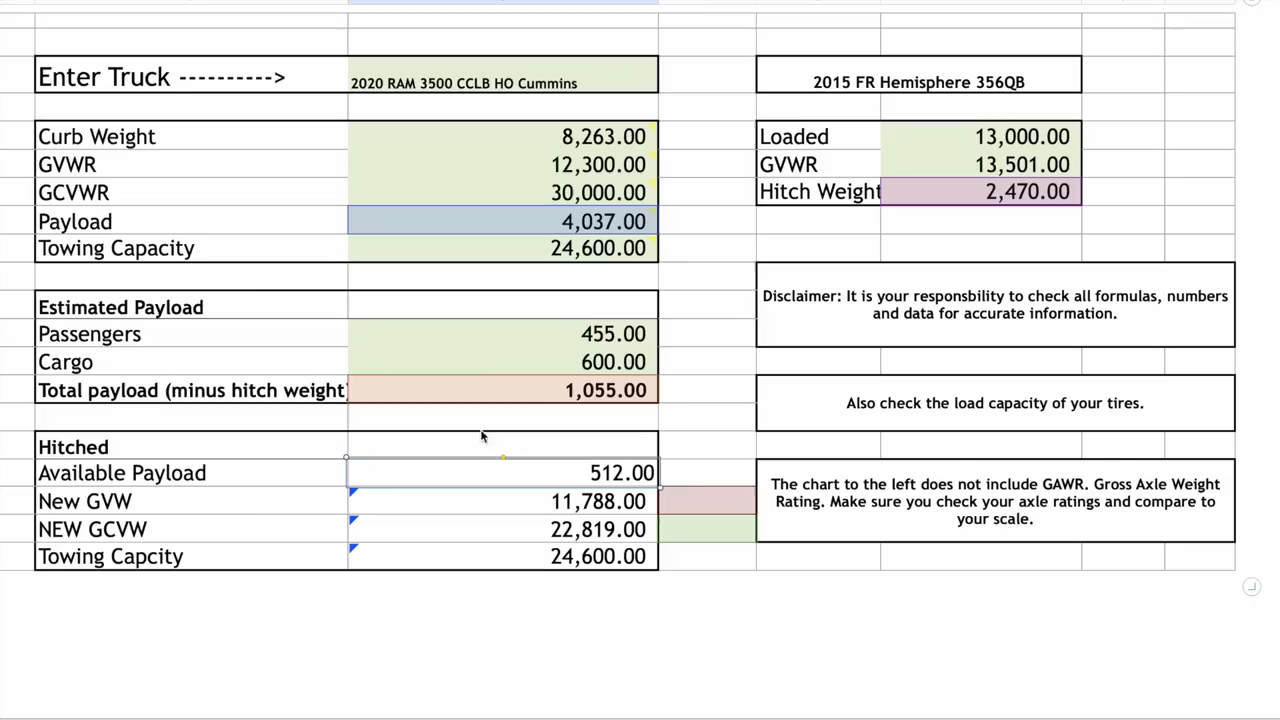 Enter Truck ---------->
2020 RAM 3500 CCLB HO Cummins
2015 FR Hemisphere 356QB
Curb Weight 8,263.00
GVWR 12,300.00
GCVWR 30,000.00
Payload 4,037.00
Towing Capacity 24,600.00
Loaded 13,000.00
GVWR 13,501.00
Hitch Weight 2,470.00
Estimated Payload
Passengers 455.00
Cargo 600.00
Total payload (minus hitch weight) 1,055.00
Disclaimer: It is your responsbility to check all formulas, numbers
and data for accurate information.
Also check the load capacity of your tires.
Hitched
Available Payload 512.00
New GVW 11,788.00
NEW GCVW 22,819.00
Towing Capcity 24,600.00
The chart to the left does not include GAWR. Gross Axle Weight
Rating. Make sure you check your axle ratings and compare to
your scale.